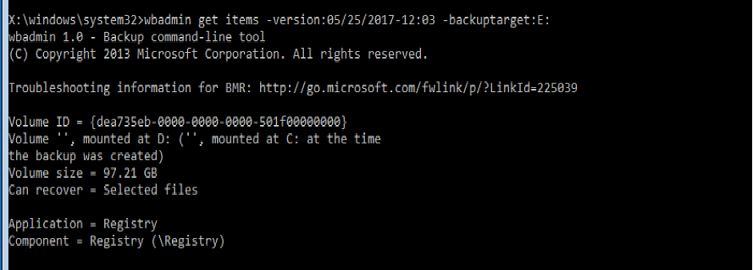 X:\windows\system32>wbadmin get items -version:05/25/2017-12:03 -backuptarget:E:
wbadmin 1.0 - Backup command-line tool
(C) Copyright 2013 Microsoft Corporation. All rights reserved.
Troubleshooting information for BMR: http://go.microsoft.com/fwlink/p/?LinkId=225039
Volume ID = {dea735eb-0000-0000-0000-501f00000000}
Volume '', mounted at D: ('', mounted at C: at the time
the backup was created)
Volume size = 97.21 GB
Can recover = Selected files
Application = Registry
Component = Registry (\Registry)